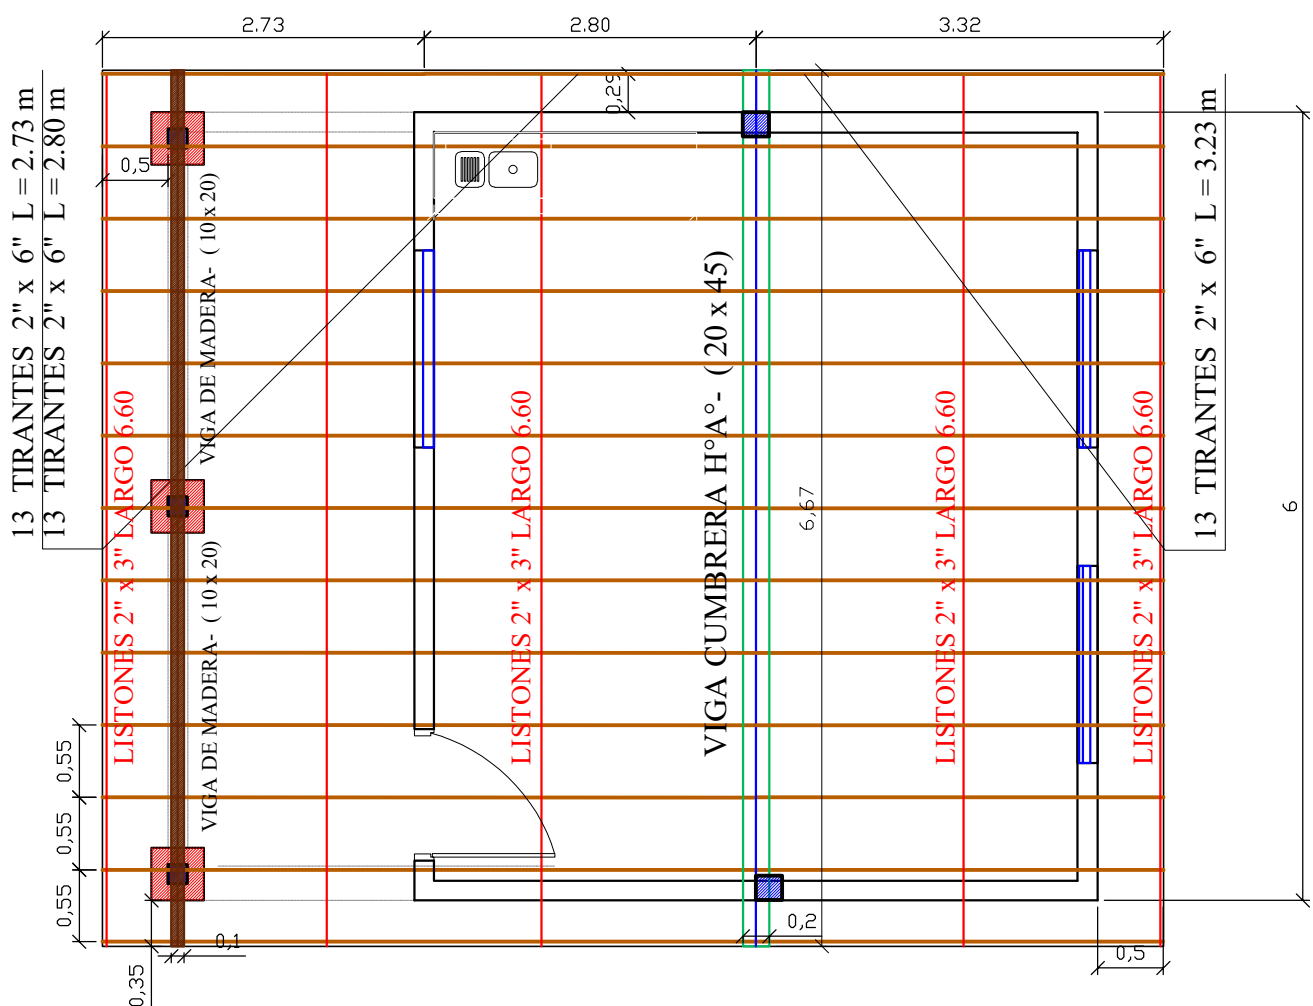 2.73
2.80
3.32
0,29
13 TIRANTES 2" x 6" L = 2.73 m
13 TIRANTES 2" x 6" L = 2.80 m
0,5
VIGA DE MADERA- ( 10 x 20)
VIGA DE MADERA- ( 10 x 20)
LISTONES 2" x 3" LARGO 6.60
LISTONES 2" x 3" LARGO 6.60
VIGA CUMBRERA H°A°- ( 20 x 45)
6,67
LISTONES 2" x 3" LARGO 6.60
LISTONES 2" x 3" LARGO 6.60
13 TIRANTES 2" x 6" L = 3.23 m
6
0,55
0,55
0,55
0,1
0,35
0,2
0,5